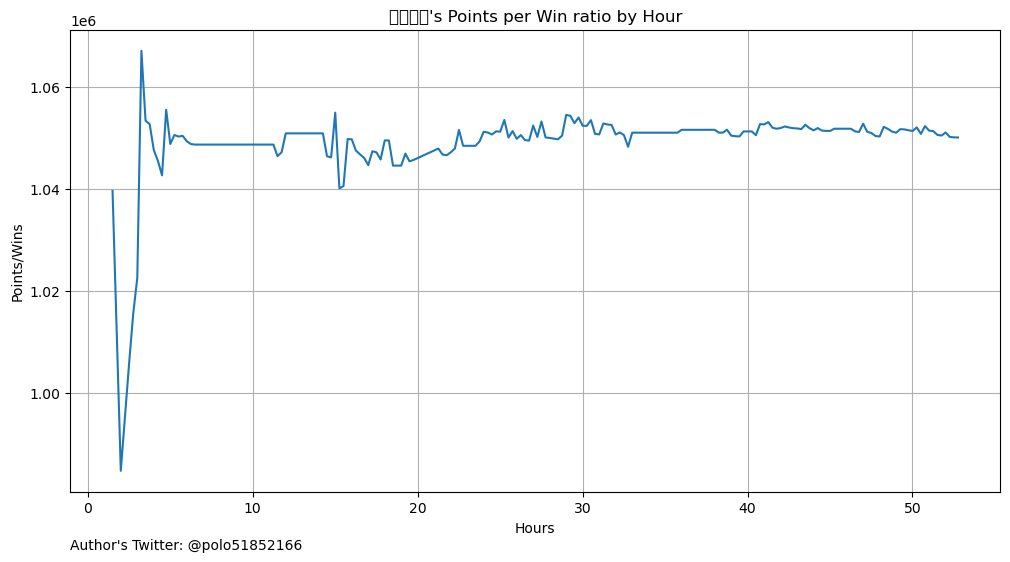 1e6
's Points per Win ratio by Hour
1.06
1.04
1.02
1.00
Points/Wins
0
10
20
30
40
50
Hours
Author's Twitter: @polo51852166